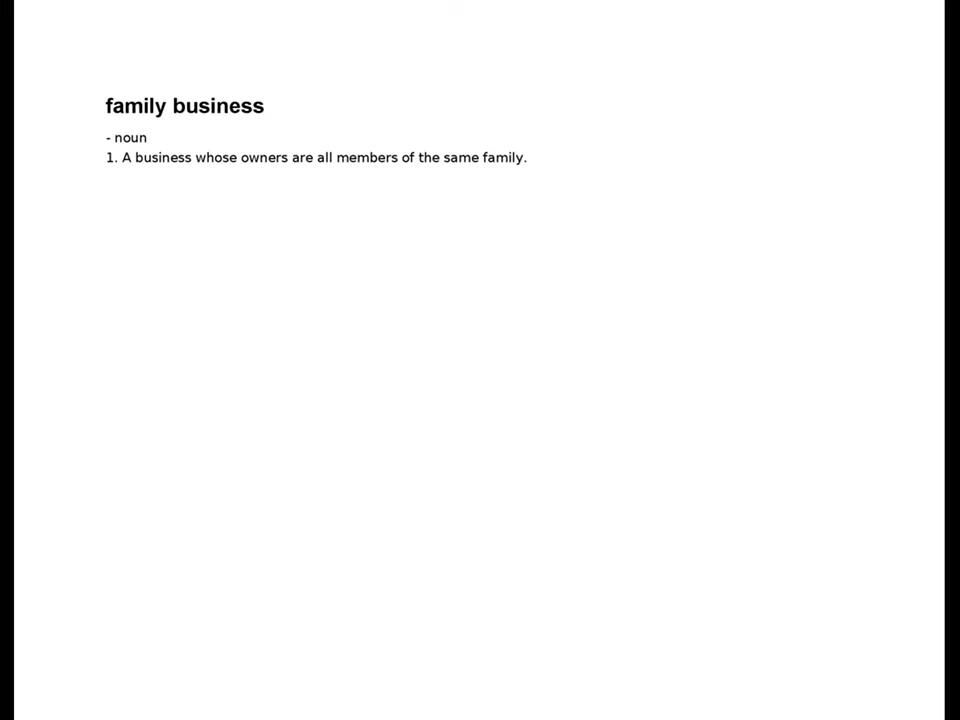 family business
- noun
1. A business whose owners are all members of the same family.